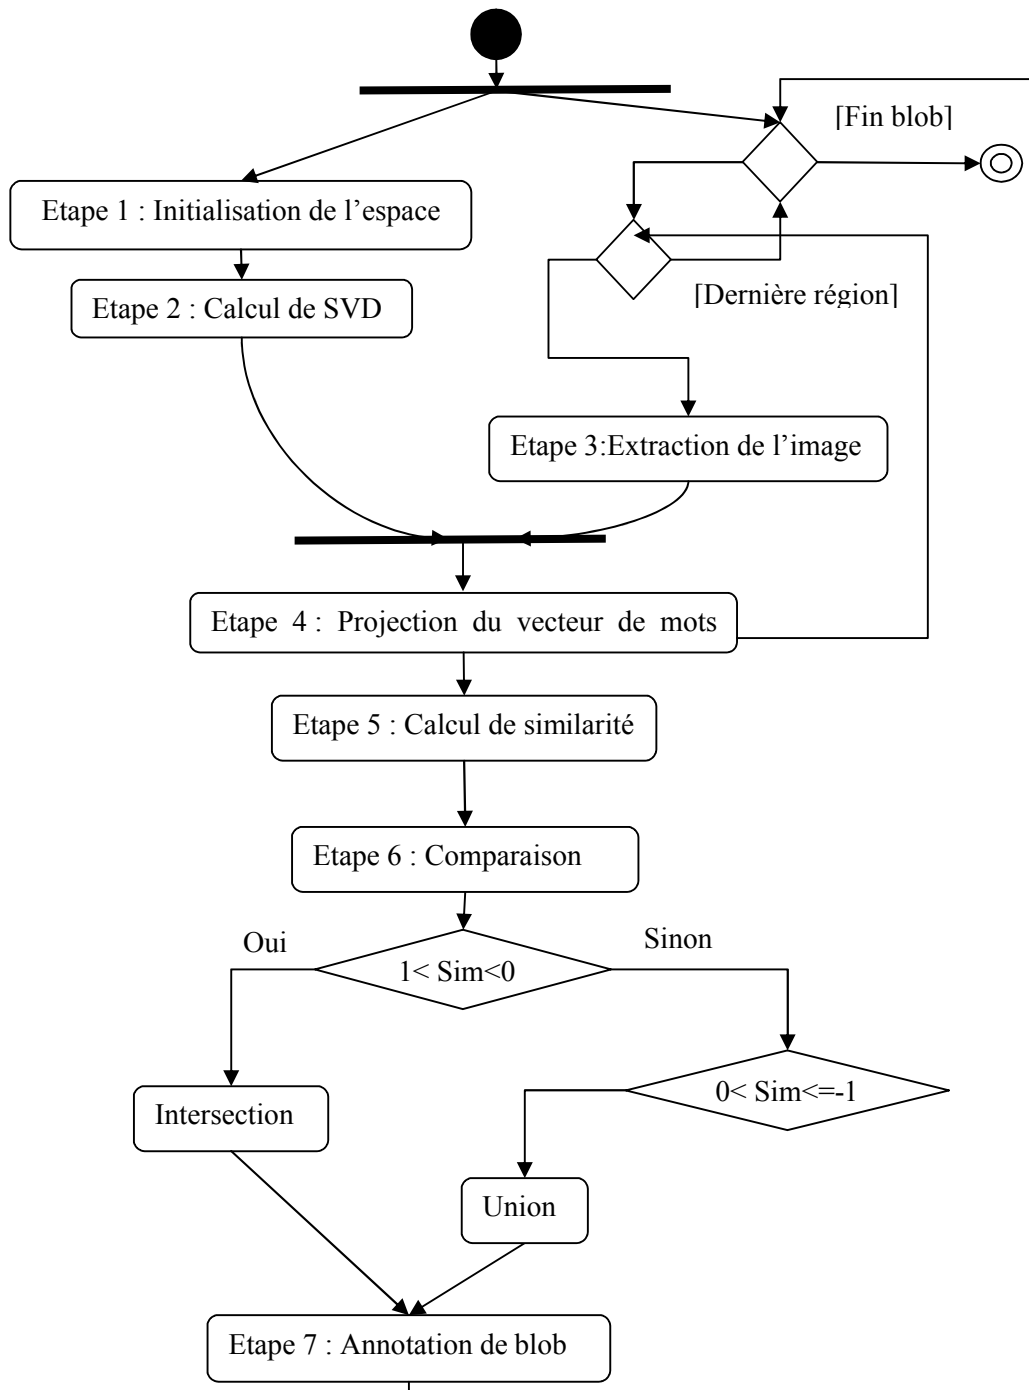 [Fin blob]
Etape 1 : Initialisation de l’espace
Etape 2 : Calcul de SVD
[Dernière région]
Etape 3:Extraction de l’image
Etape 4 : Projection du vecteur de mots
Etape 5 : Calcul de similarité
Etape 6 : Comparaison
Oui
Sinon
1< Sim<0
0< Sim<=-1
Intersection
Union
Etape 7 : Annotation de blob